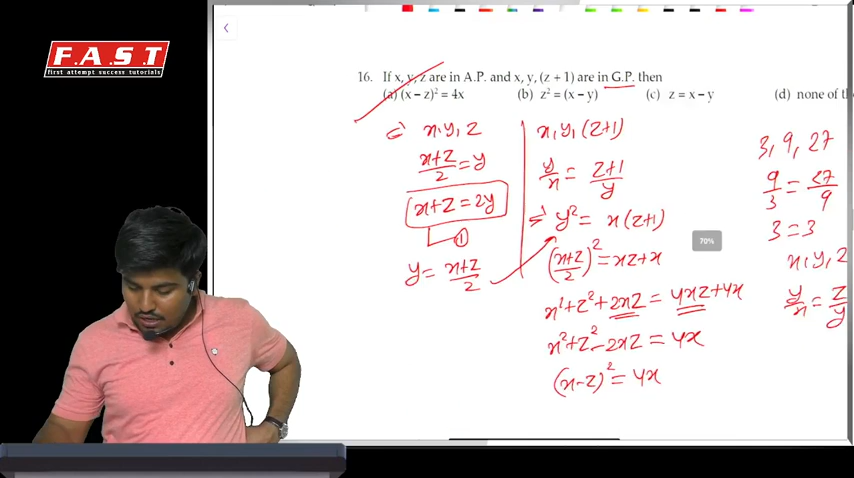 F.A.S.T
first attempt success tutorials
16. If x, y, z are in A.P. and x, y, (z + 1) are in G.P. then
(a) (x – z)² = 4x (b) z² = (x – y) (c) z = x – y (d) none of th
⇒ x, y, z
x+z/2 = y
x+z = 2y
①
y = x+z/2
x, y, (z+1)
y/x = z+1/y
⇒ y² = x(z+1)
(x+z/2)² = xz+x
x²+z²+2xz = 4xz+4x
x²+z²-2xz = 4x
(x-z)² = 4x
3, 9, 27
9/3 = 27/9
3 = 3
x, y, z
y/x = z/y
70%